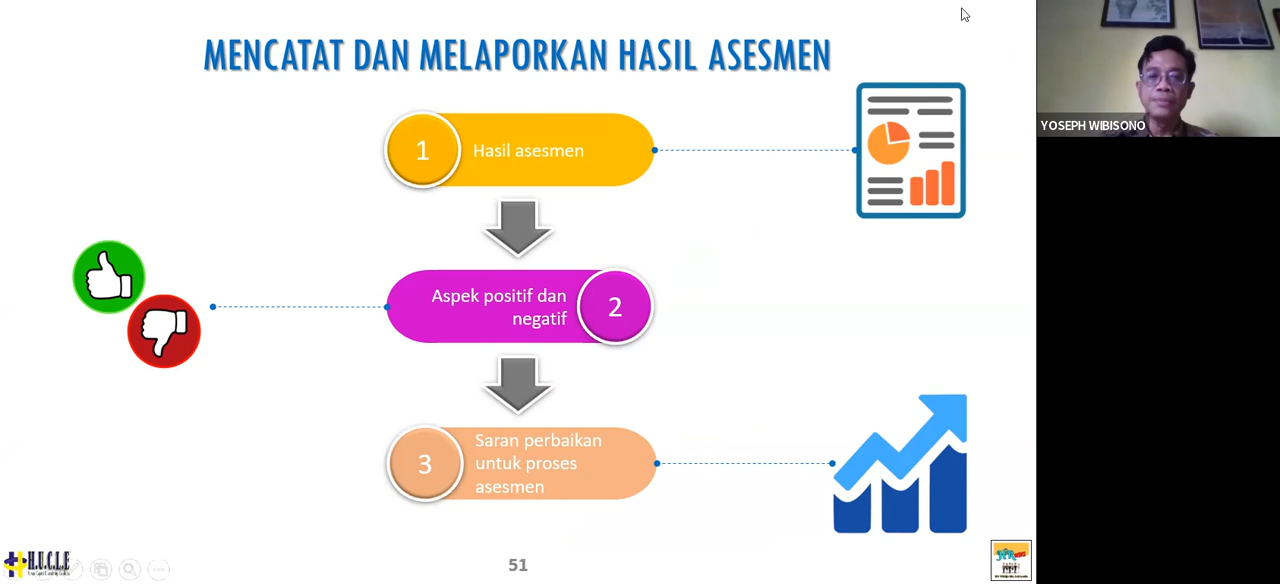 MENCATAT DAN MELAPORKAN HASIL ASESMEN
YOSEPH WIBISONO
1
Hasil asesmen
Aspek positif dan
negatif
2
3
Saran perbaikan
untuk proses
asesmen
HUCLE
51